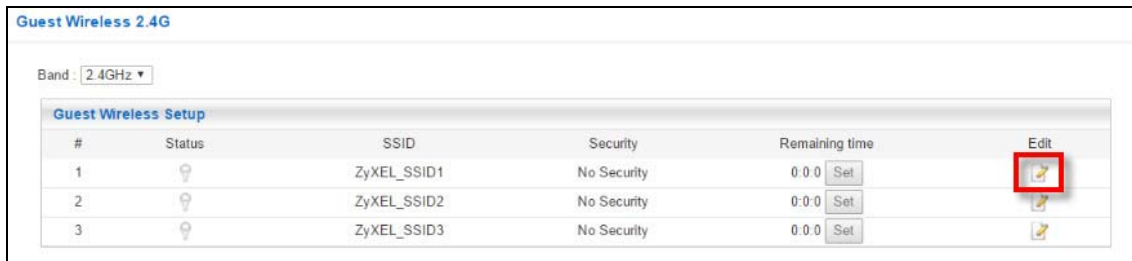 Guest Wireless 2.4G
Band : 2.4GHz
Guest Wireless Setup
# Status SSID Security Remaining time Edit
1 ZyXEL_SSID1 No Security 0:0:0 Set
2 ZyXEL_SSID2 No Security 0:0:0 Set
3 ZyXEL_SSID3 No Security 0:0:0 Set